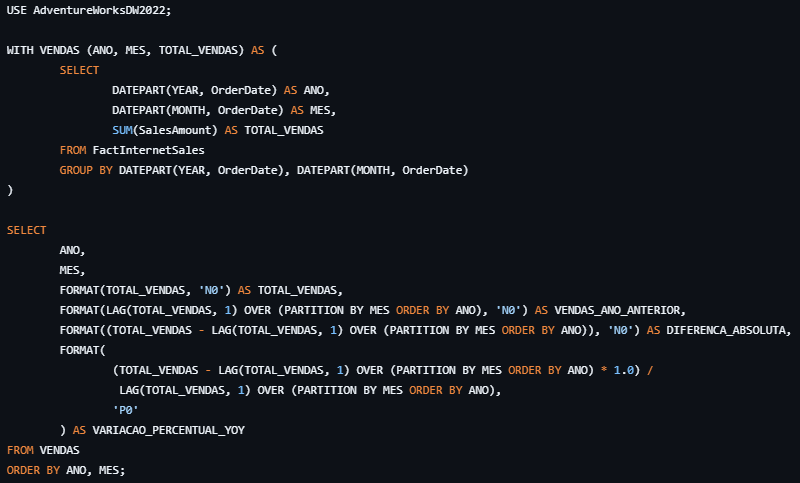 USE AdventureWorksDW2022;
WITH VENDAS (ANO, MES, TOTAL_VENDAS) AS (
SELECT
DATEPART(YEAR, OrderDate) AS ANO,
DATEPART(MONTH, OrderDate) AS MES,
SUM(SalesAmount) AS TOTAL_VENDAS
FROM FactInternetSales
GROUP BY DATEPART(YEAR, OrderDate), DATEPART(MONTH, OrderDate)
)
SELECT
ANO,
MES,
FORMAT(TOTAL_VENDAS, 'N0') AS TOTAL_VENDAS,
FORMAT(LAG(TOTAL_VENDAS, 1) OVER (PARTITION BY MES ORDER BY ANO), 'N0') AS VENDAS_ANO_ANTERIOR,
FORMAT((TOTAL_VENDAS - LAG(TOTAL_VENDAS, 1) OVER (PARTITION BY MES ORDER BY ANO)), 'N0') AS DIFERENCA_ABSOLUTA,
FORMAT(
(TOTAL_VENDAS - LAG(TOTAL_VENDAS, 1) OVER (PARTITION BY MES ORDER BY ANO) * 1.0) /
LAG(TOTAL_VENDAS, 1) OVER (PARTITION BY MES ORDER BY ANO),
'P0'
) AS VARIACAO_PERCENTUAL_YOY
FROM VENDAS
ORDER BY ANO, MES;